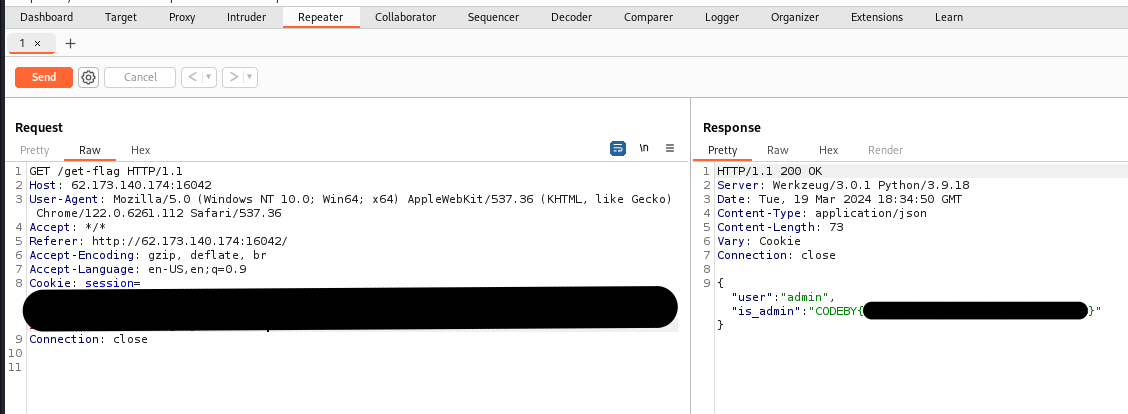 Dashboard Target Proxy Intruder Repeater Collaborator Sequencer Decoder Comparer Logger Organizer Extensions Learn
1 × +
Send Cancel < >
Request
Pretty Raw Hex \n
1 GET /get-flag HTTP/1.1
2 Host: 62.173.140.174:16042
3 User-Agent: Mozilla/5.0 (Windows NT 10.0; Win64; x64) AppleWebKit/537.36 (KHTML, like Gecko)
Chrome/122.0.6261.112 Safari/537.36
4 Accept: */*
5 Referer: http://62.173.140.174:16042/
6 Accept-Encoding: gzip, deflate, br
7 Accept-Language: en-US,en;q=0.9
8 Cookie: session=
9 Connection: close
10
11
Response
Pretty Raw Hex Render
1 HTTP/1.1 200 OK
2 Server: Werkzeug/3.0.1 Python/3.9.18
3 Date: Tue, 19 Mar 2024 18:34:50 GMT
4 Content-Type: application/json
5 Content-Length: 73
6 Vary: Cookie
7 Connection: close
8
9 {
"user":"admin",
"is_admin":"CODEBY{ }"
}